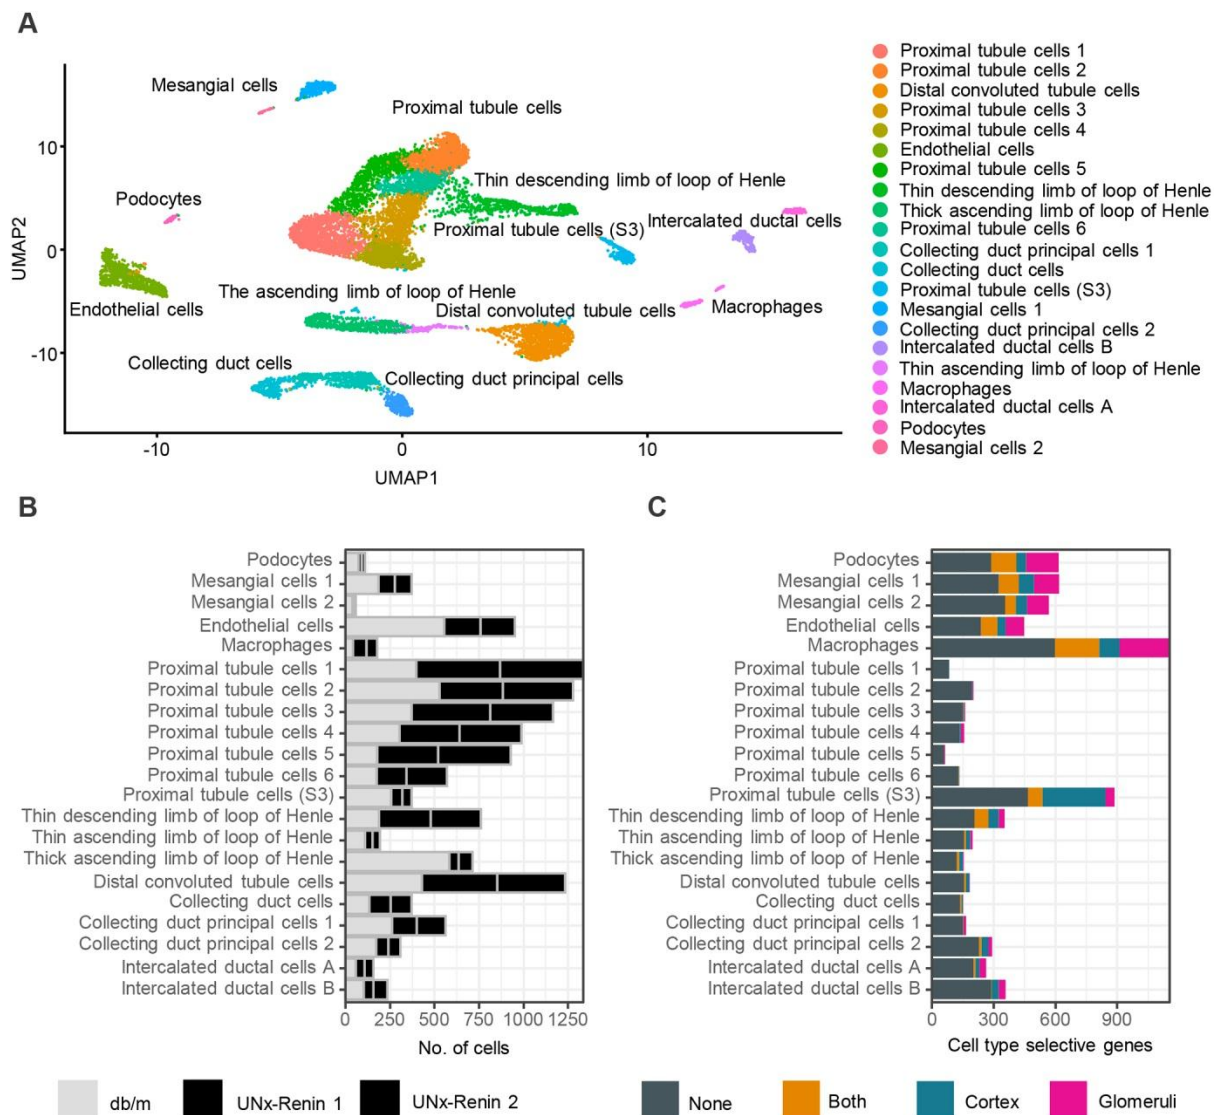 A
Mesangial cells
Proximal tubule cells
Thin descending limb of loop of Henle
Podocytes
Intercalated ductal cells
Proximal tubule cells (S3)
Endothelial cells
The ascending limb of loop of Henle
Distal convoluted tubule cells
Macrophages
Collecting duct cells
Collecting duct principal cells
10
0
-10
UMAP2
-10
0
10
UMAP1
Proximal tubule cells 1
Proximal tubule cells 2
Distal convoluted tubule cells
Proximal tubule cells 3
Proximal tubule cells 4
Endothelial cells
Proximal tubule cells 5
Thin descending limb of loop of Henle
Thick ascending limb of loop of Henle
Proximal tubule cells 6
Collecting duct principal cells 1
Collecting duct cells
Proximal tubule cells (S3)
Mesangial cells 1
Collecting duct principal cells 2
Intercalated ductal cells B
Thin ascending limb of loop of Henle
Macrophages
Intercalated ductal cells A
Podocytes
Mesangial cells 2
B
Podocytes
Mesangial cells 1
Mesangial cells 2
Endothelial cells
Macrophages
Proximal tubule cells 1
Proximal tubule cells 2
Proximal tubule cells 3
Proximal tubule cells 4
Proximal tubule cells 5
Proximal tubule cells 6
Proximal tubule cells (S3)
Thin descending limb of loop of Henle
Thin ascending limb of loop of Henle
Thick ascending limb of loop of Henle
Distal convoluted tubule cells
Collecting duct cells
Collecting duct principal cells 1
Collecting duct principal cells 2
Intercalated ductal cells A
Intercalated ductal cells B
0 250 500 750 1000 1250
No. of cells
db/m UNx-Renin 1 UNx-Renin 2
C
Podocytes
Mesangial cells 1
Mesangial cells 2
Endothelial cells
Macrophages
Proximal tubule cells 1
Proximal tubule cells 2
Proximal tubule cells 3
Proximal tubule cells 4
Proximal tubule cells 5
Proximal tubule cells 6
Proximal tubule cells (S3)
Thin descending limb of loop of Henle
Thin ascending limb of loop of Henle
Thick ascending limb of loop of Henle
Distal convoluted tubule cells
Collecting duct cells
Collecting duct principal cells 1
Collecting duct principal cells 2
Intercalated ductal cells A
Intercalated ductal cells B
0 300 600 900
Cell type selective genes
None Both Cortex Glomeruli